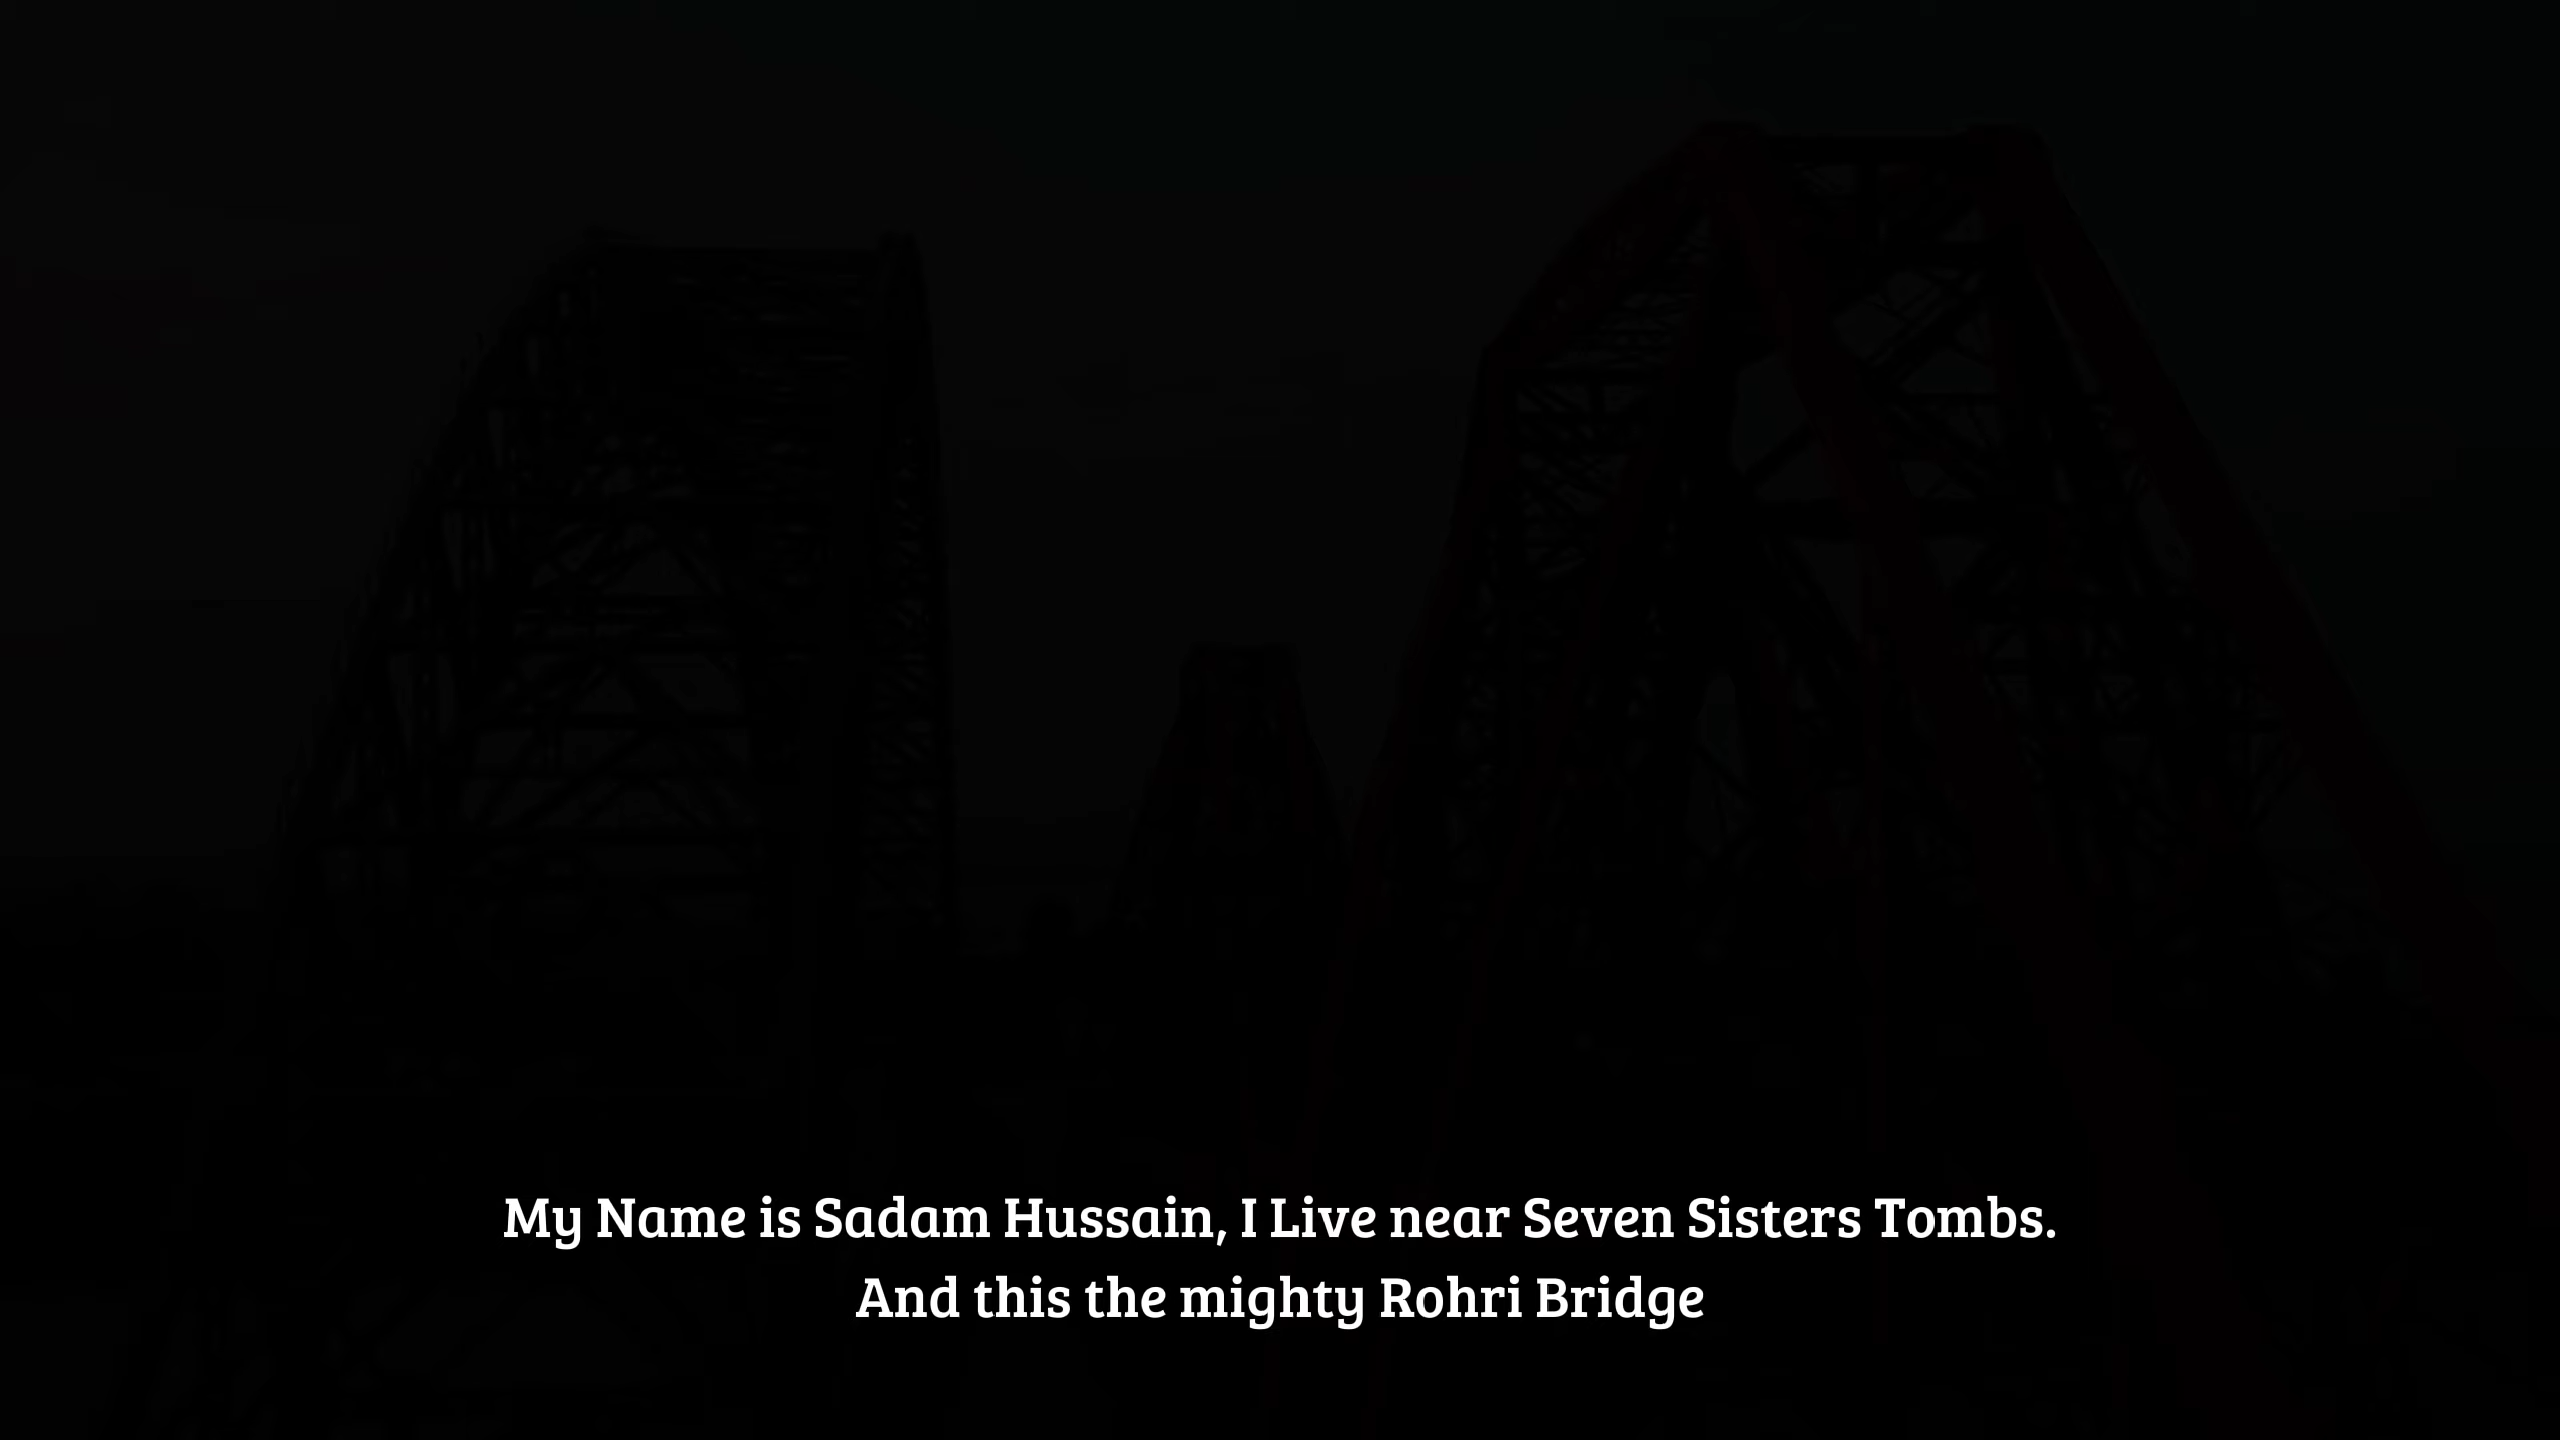 My Name is Sadam Hussain, I Live near Seven Sisters Tombs.
And this the mighty Rohri Bridge